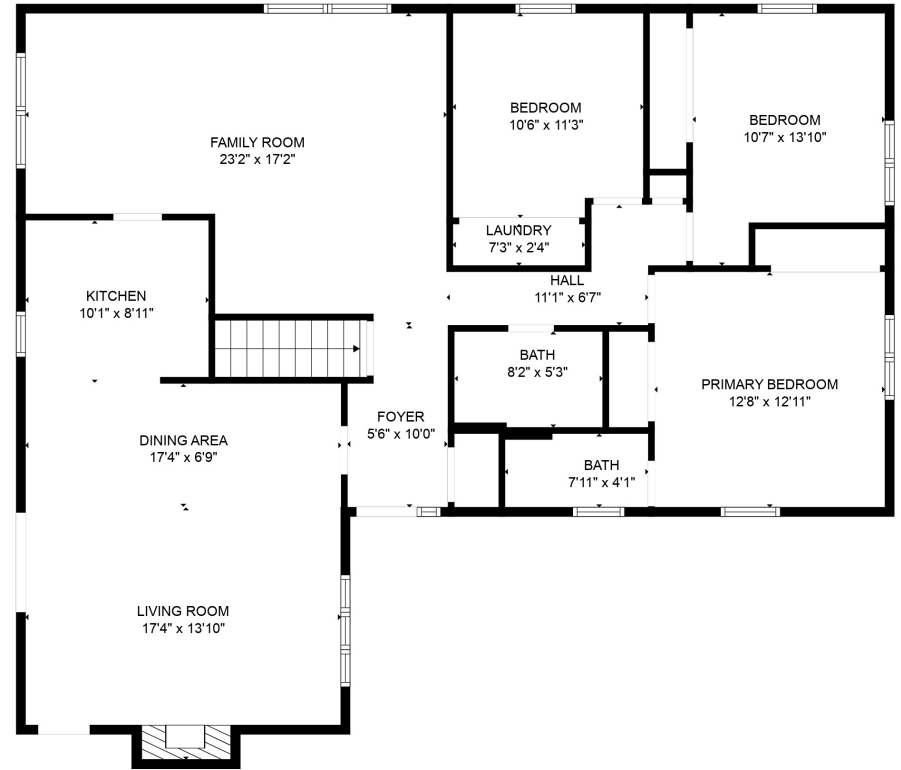 BEDROOM
10'6" x 11'3"
BEDROOM
10'7" x 13'10"
FAMILY ROOM
23'2" x 17'2"
LAUNDRY
7'3" x 2'4"
HALL
11'1" x 6'7"
KITCHEN
10'1" x 8'11"
BATH
8'2" x 5'3"
PRIMARY BEDROOM
12'8" x 12'11"
FOYER
5'6" x 10'0"
DINING AREA
17'4" x 6'9"
BATH
7'11" x 4'1"
LIVING ROOM
17'4" x 13'10"